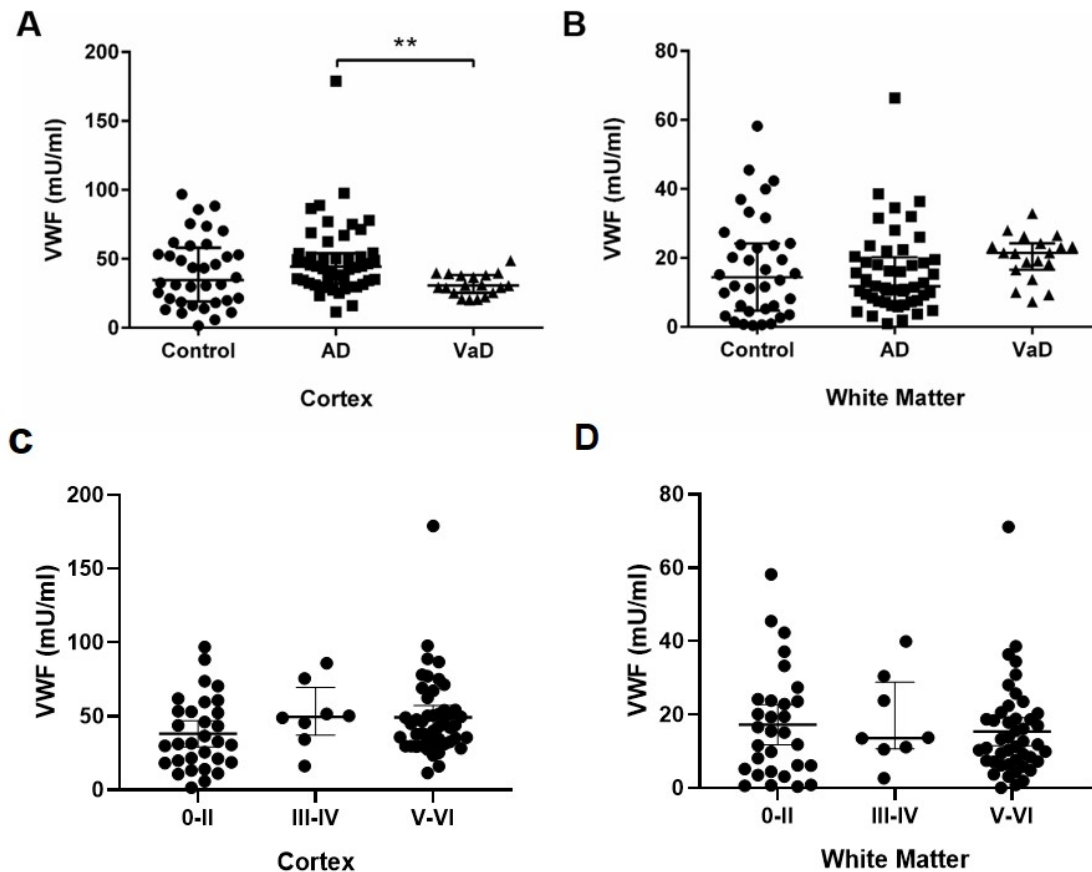 A
**
VWF (mU/ml)
200
150
100
50
0
Control AD VaD
Cortex
B
VWF (mU/ml)
80
60
40
20
0
Control AD VaD
White Matter
C
VWF (mU/ml)
200
150
100
50
0
0-II III-IV V-VI
Cortex
D
VWF (mU/ml)
80
60
40
20
0
0-II III-IV V-VI
White Matter